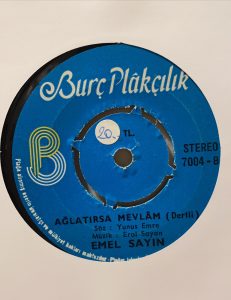 Burç Plâkçılık
20.- TL.
STEREO
7004 - B
B
AĞLATIRSA MEVLÂM (Dertli)
Söz : Yunus Emre
Müzik : Erol Sayan
EMEL SAYIN